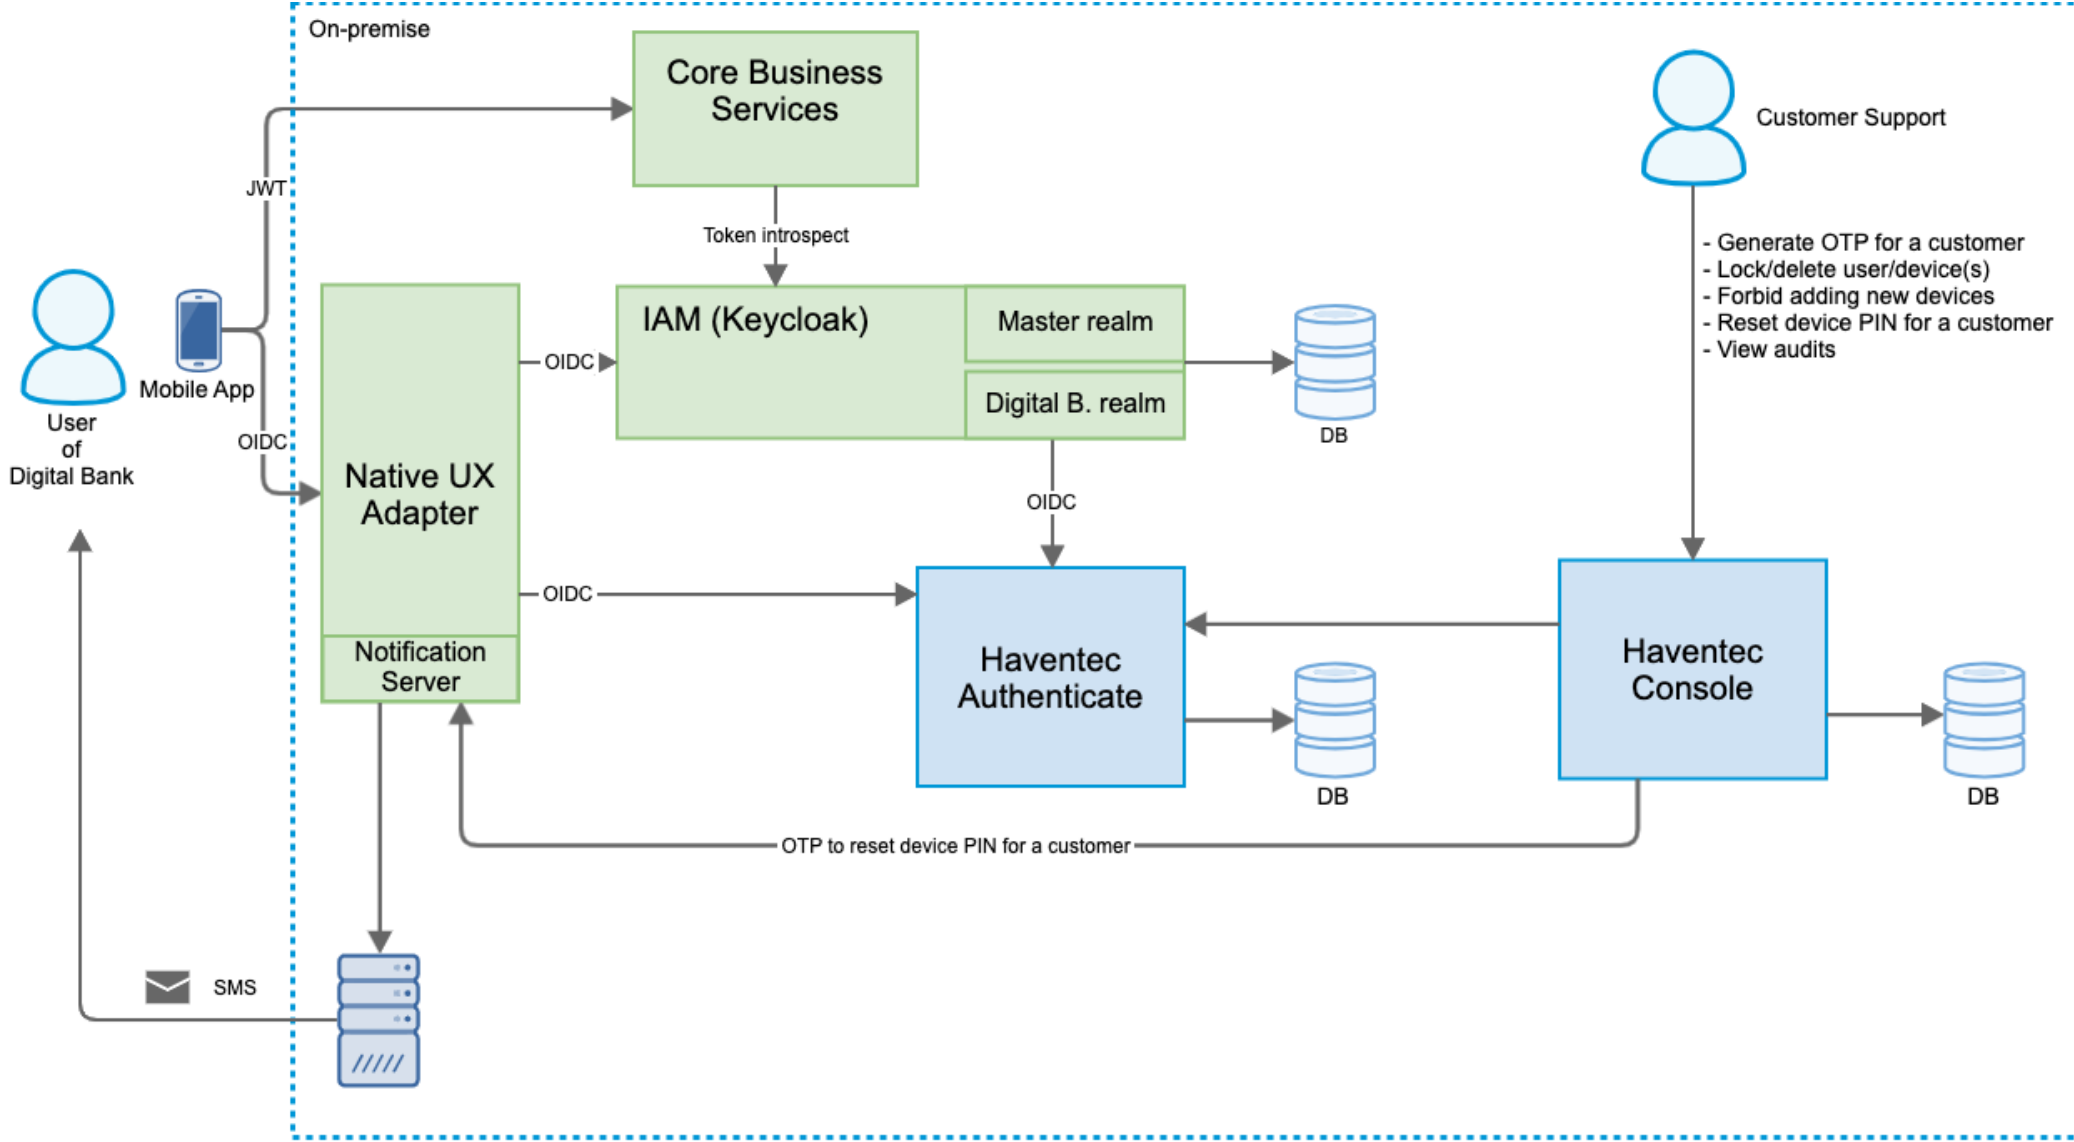 On-premise
Core Business
Services
Customer Support
JWT
Token introspect
- Generate OTP for a customer
- Lock/delete user/device(s)
- Forbid adding new devices
- Reset device PIN for a customer
- View audits
IAM (Keycloak)
Master realm
Digital B. realm
OIDC
DB
Mobile App
User
of
Digital Bank
OIDC
Native UX
Adapter
OIDC
OIDC
Notification
Server
Haventec
Authenticate
Haventec
Console
DB
DB
OTP to reset device PIN for a customer
SMS